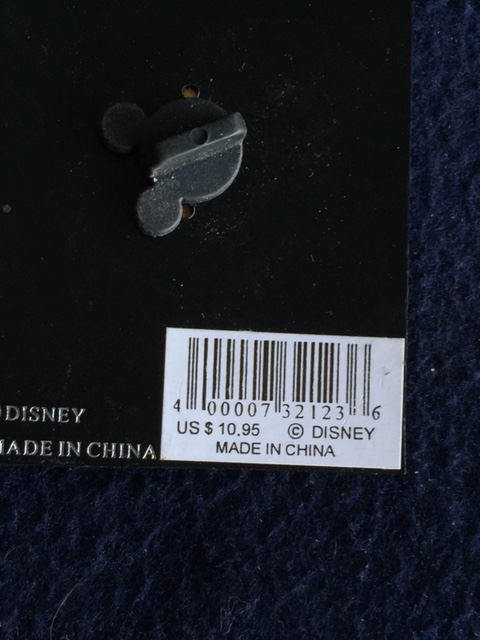 DISNEY
MADE IN CHINA
4 00007 32123 6
US $ 10.95 © DISNEY
MADE IN CHINA